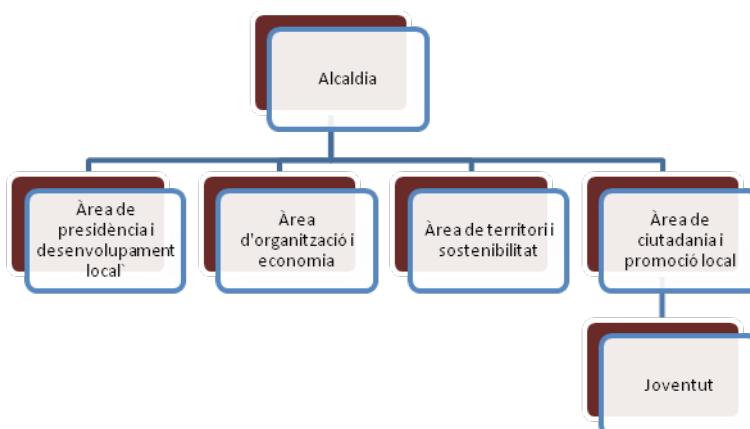 Alcaldia
Àrea de
presidència i
desenvolupament
local`
Àrea
d'organització i
economia
Àrea de territori i
sostenibilitat
Àrea de
ciutadania i
promoció local
Joventut